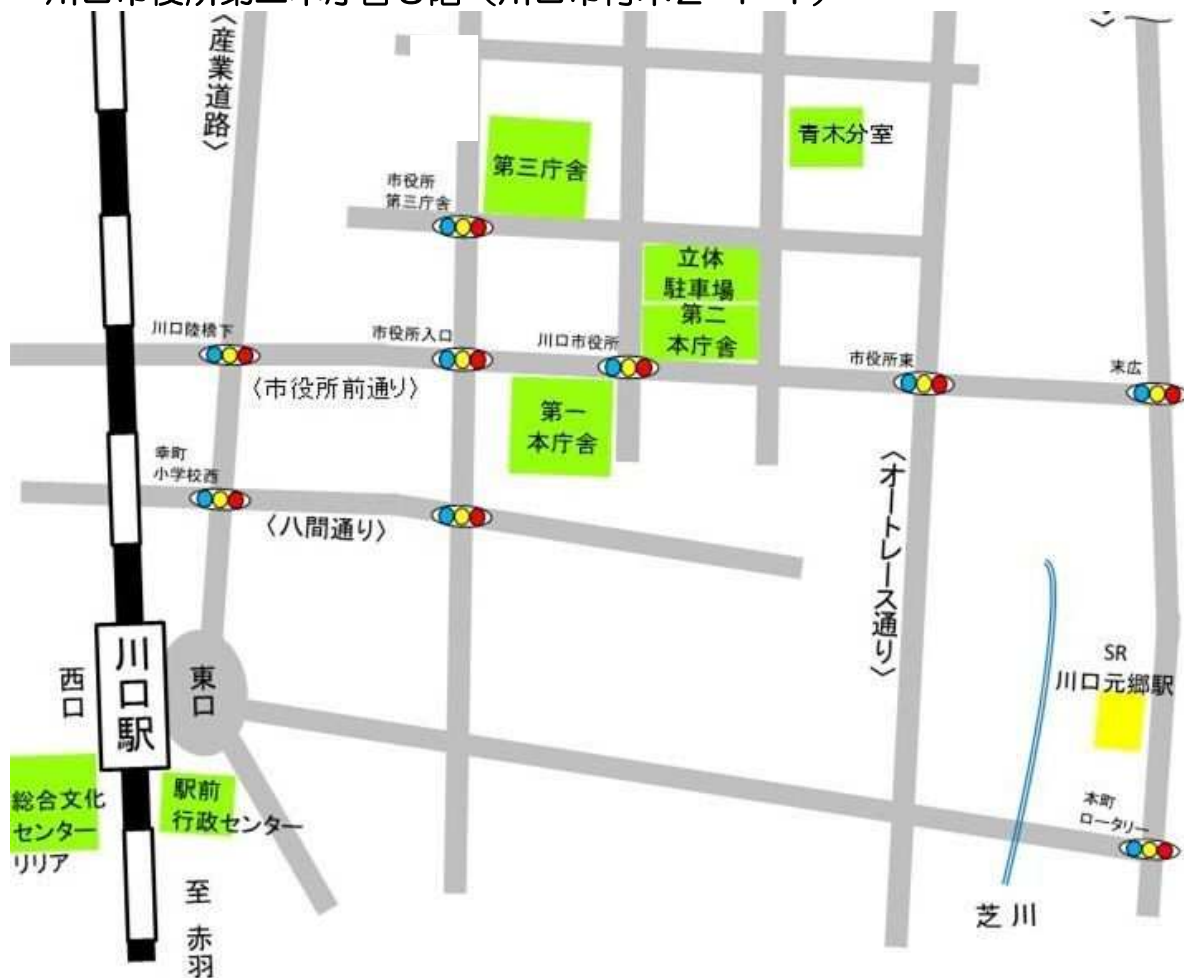 〈産業道路〉
青木分室
第三庁舎
市役所
第三庁舎
立体
駐車場
第二
本庁舎
川口陸橋下
市役所入口
川口市役所
市役所東
末広
〈市役所前通り〉
第一
本庁舎
幸町
小学校西
〈八間通り〉
〈オートレース通り〉
川口駅
西口
東口
SR
川口元郷駅
総合文化
センター
リリア
駅前
行政センター
本町
ロータリー
芝川
至 赤羽